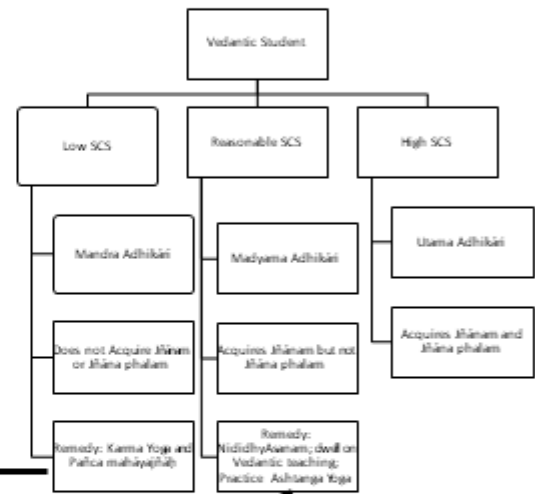 Vedantic Student
Low SCS
Reasonable SCS
High SCS
Mandra Adhikāri
Madyama Adhikāri
Utama Adhikāri
Does not Acquire Jñānam
or Jñāna phalam
Acquires Jñānam but not
Jñāna phalam
Acquires Jñānam and
Jñāna phalam
Remedy: Karma Yoga and
Pañca mahāyajñāḥ
Remedy:
NididhyAsanam; dwell on
Vedantic teaching;
Practice Ashtanga Yoga